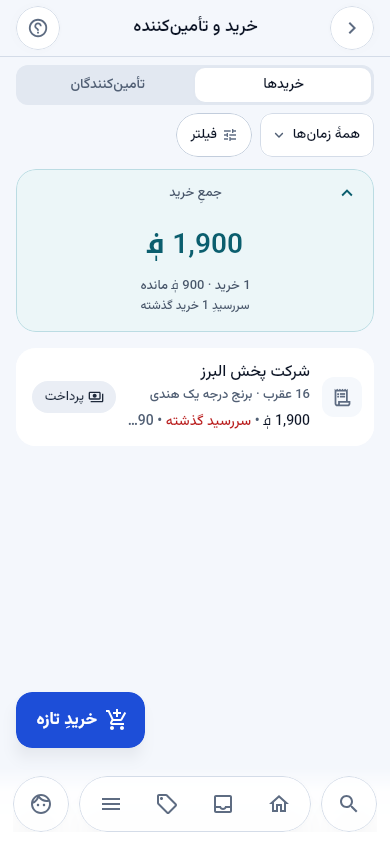 خرید و تأمین‌کننده
خریدها
تأمین‌کنندگان
همهٔ زمان‌ها
فیلتر
جمعِ خرید
1,900 ؋
1 خرید · 900 ؋ مانده
سررسیدِ 1 خرید گذشته
شرکت پخش البرز
16 عقرب · برنج درجه یک هندی
1,900 ؋ • سررسید گذشته • 90…
پرداخت
خریدِ تازه